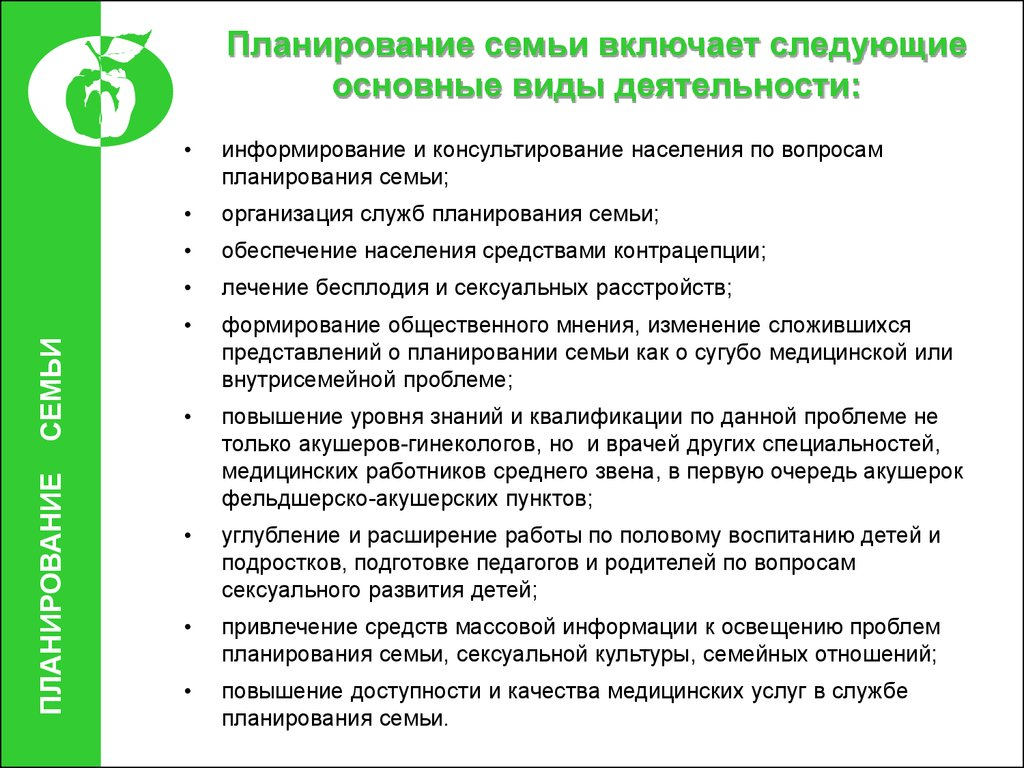 Планирование семьи включает следующие
основные виды деятельности:
• информирование и консультирование населения по вопросам
планирования семьи;
• организация служб планирования семьи;
• обеспечение населения средствами контрацепции;
• лечение бесплодия и сексуальных расстройств;
• формирование общественного мнения, изменение сложившихся
представлений о планировании семьи как о сугубо медицинской или
внутрисемейной проблеме;
• повышение уровня знаний и квалификации по данной проблеме не
только акушеров-гинекологов, но и врачей других специальностей,
медицинских работников среднего звена, в первую очередь акушерок
фельдшерско-акушерских пунктов;
• углубление и расширение работы по половому воспитанию детей и
подростков, подготовке педагогов и родителей по вопросам
сексуального развития детей;
• привлечение средств массовой информации к освещению проблем
планирования семьи, сексуальной культуры, семейных отношений;
• повышение доступности и качества медицинских услуг в службе
планирования семьи.
ПЛАНИРОВАНИЕ СЕМЬИ